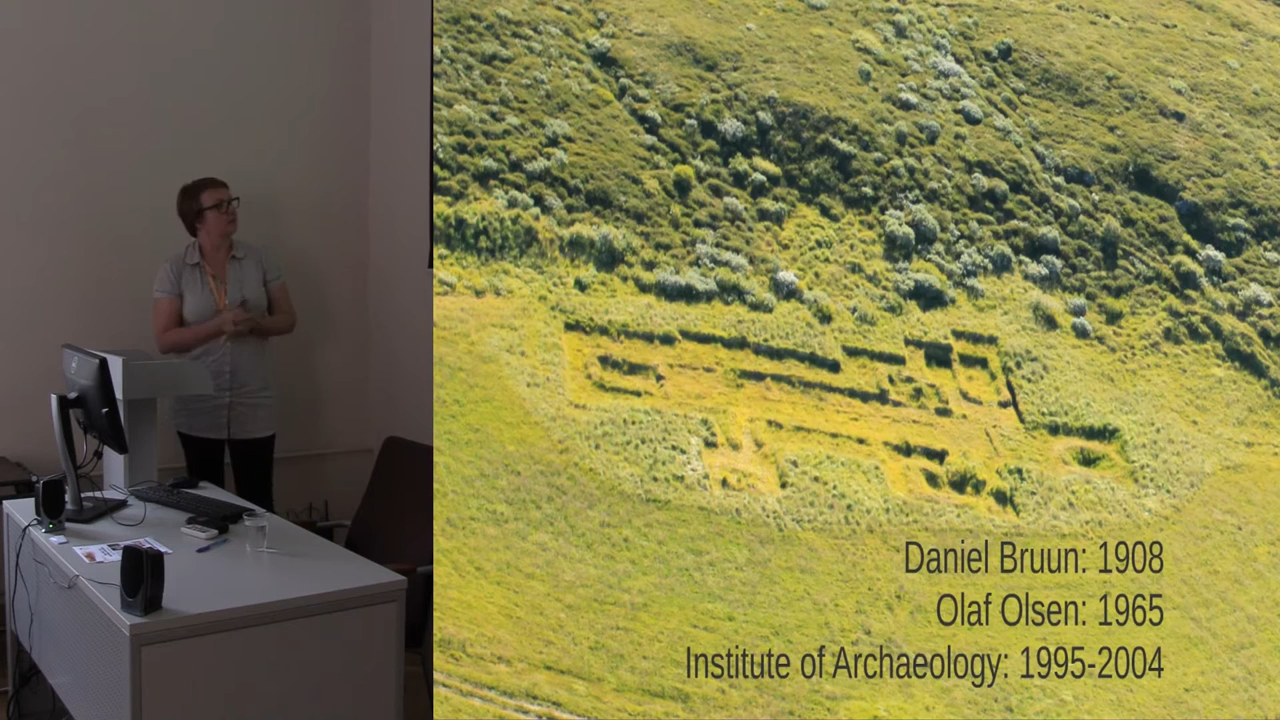 Daniel Bruun: 1908
Olaf Olsen: 1965
Institute of Archaeology: 1995-2004